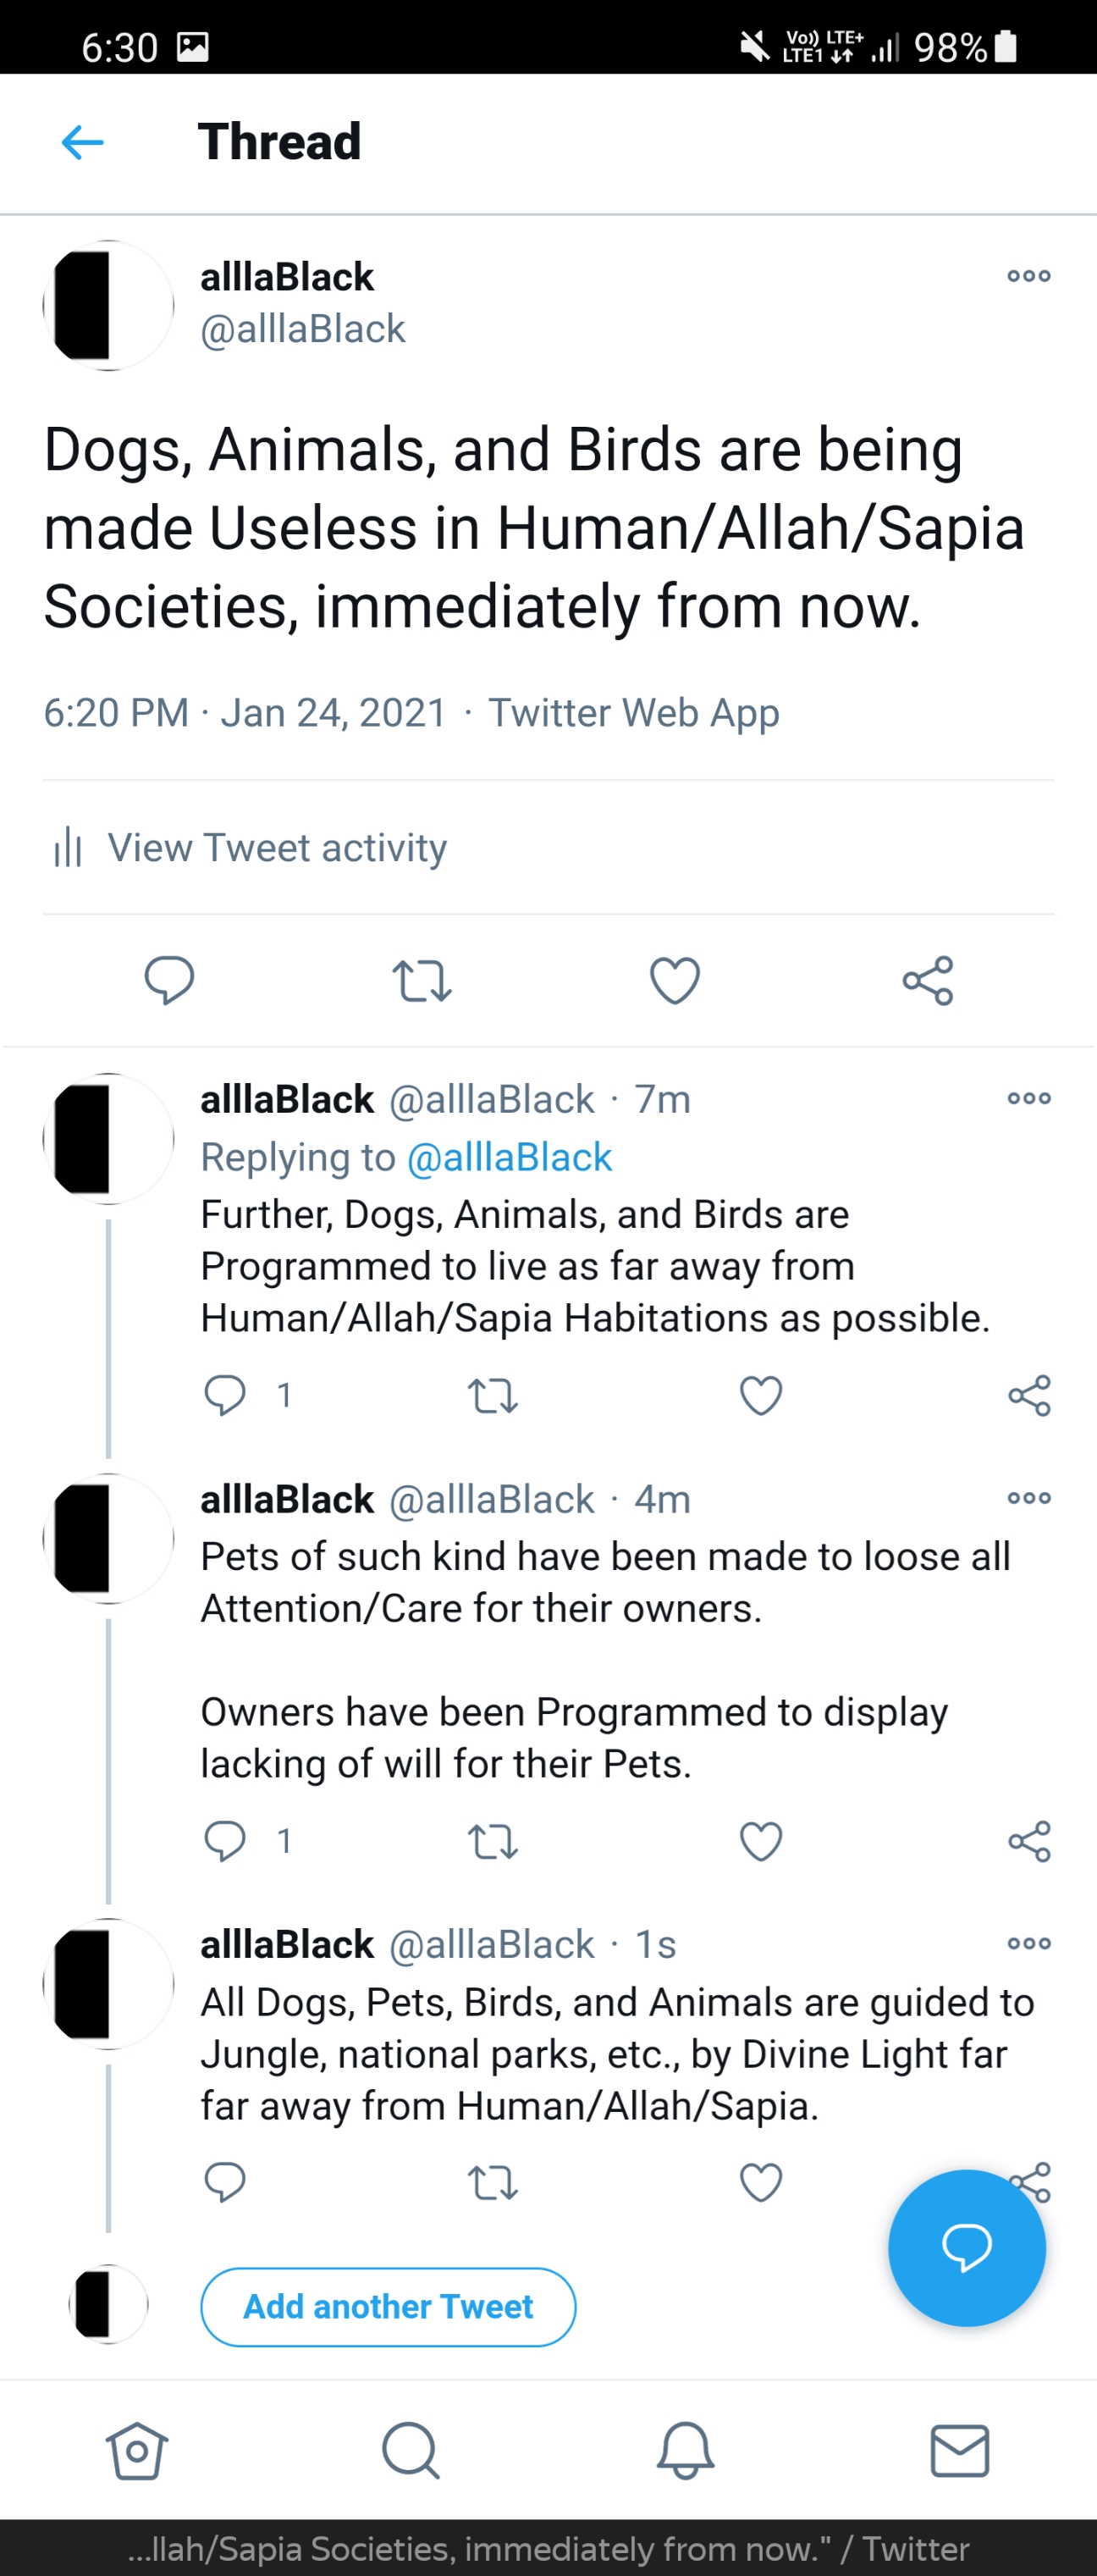 6:30
Vo)) LTE+
LTE1
98%
Thread
alllaBlack
@alllaBlack
Dogs, Animals, and Birds are being
made Useless in Human/Allah/Sapia
Societies, immediately from now.
6:20 PM · Jan 24, 2021 · Twitter Web App
View Tweet activity
alllaBlack @alllaBlack · 7m
Replying to @alllaBlack
Further, Dogs, Animals, and Birds are
Programmed to live as far away from
Human/Allah/Sapia Habitations as possible.
1
alllaBlack @alllaBlack · 4m
Pets of such kind have been made to loose all
Attention/Care for their owners.
Owners have been Programmed to display
lacking of will for their Pets.
1
alllaBlack @alllaBlack · 1s
All Dogs, Pets, Birds, and Animals are guided to
Jungle, national parks, etc., by Divine Light far
far away from Human/Allah/Sapia.
Add another Tweet
...llah/Sapia Societies, immediately from now." / Twitter